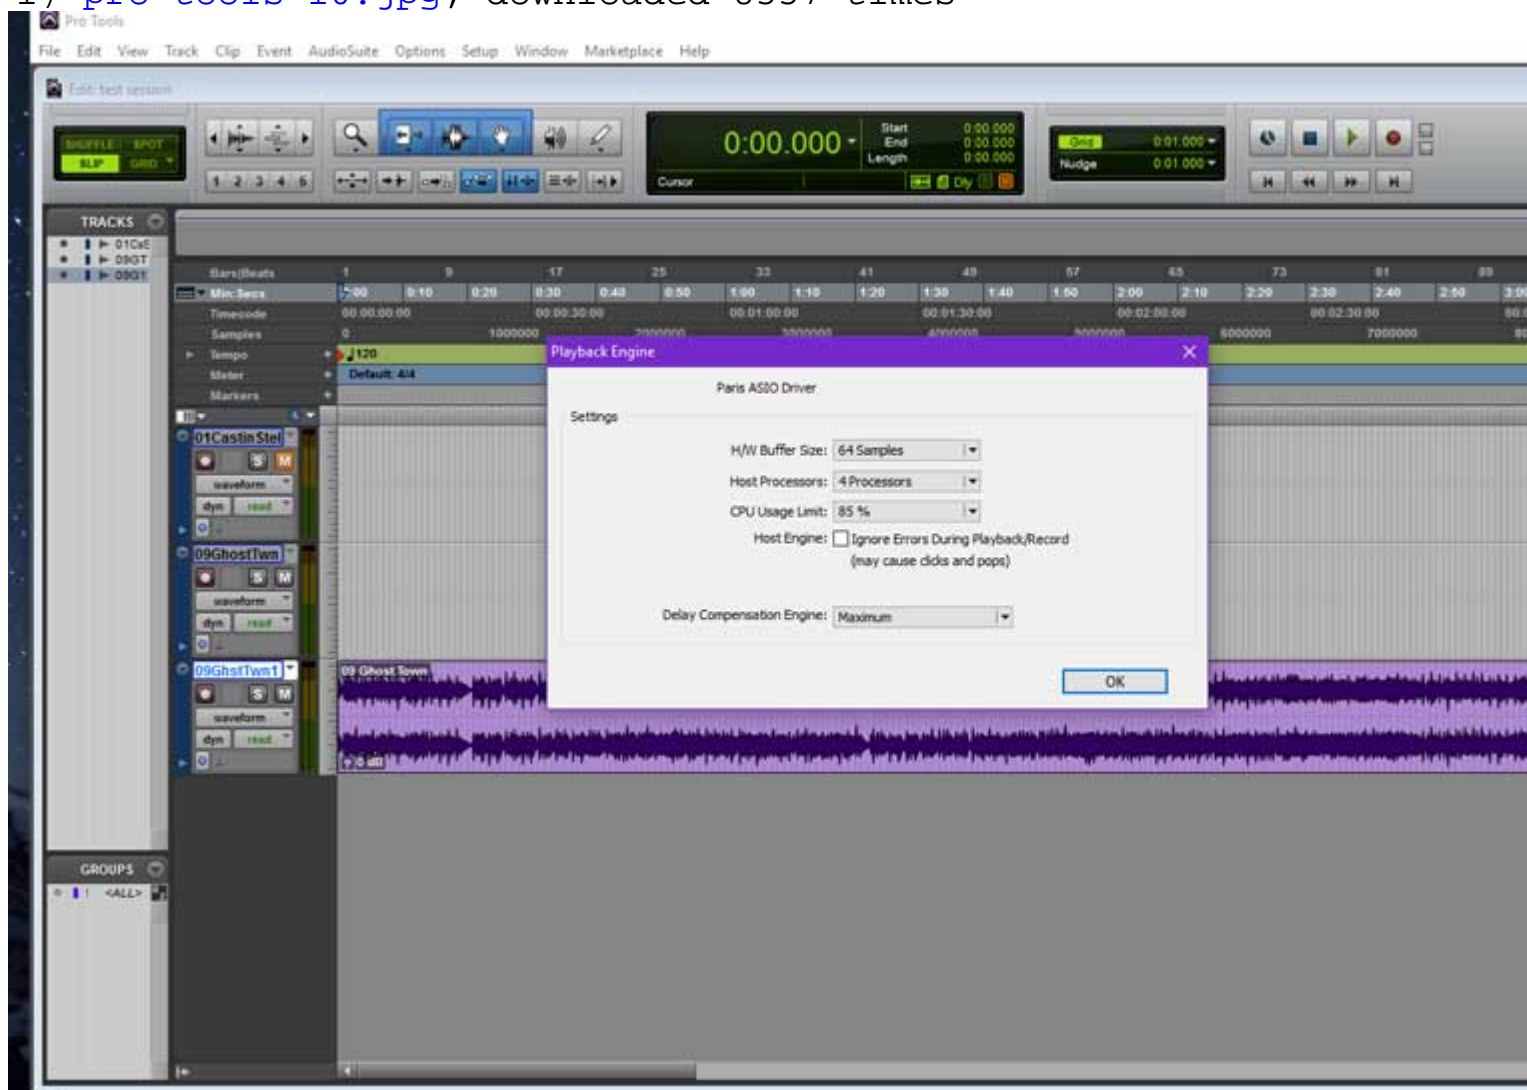 Pro Tools
File Edit View Track Clip Event AudioSuite Options Setup Window Marketplace Help
Edit: test session
SHUFFLE SPOT
SLIP GRID
1 2 3 4 5
0:00.000
Start 0:00.000
End 0:00.000
Length 0:00.000
Cursor
Dly
Grid 0:01.000
Nudge 0:01.000
TRACKS
09GT
Bars|Beats 1 9 17 25 33 41 49 57 65 73 81 89
Min:Secs 0:10 0:20 0:30 0:40 0:50 1:00 1:10 1:20 1:30 1:40 1:50 2:00 2:10 2:20 2:30 2:40 2:50
Timecode 00:00:00:00 00:00:30:00 00:01:00:00 00:01:30:00 00:02:00:00 00:02:30:00
Samples 0 1000000 2000000 3000000 4000000 5000000 6000000 7000000
Tempo 120
Meter Default: 4/4
Markers
Playback Engine
Paris ASIO Driver
Settings
H/W Buffer Size: 64 Samples
Host Processors: 4 Processors
CPU Usage Limit: 85 %
Host Engine: Ignore Errors During Playback/Record
(may cause clicks and pops)
Delay Compensation Engine: Maximum
OK
01CastinStel
S M
waveform
dyn read
09GhostTwn
S M
waveform
dyn read
09GhstTwn1
S M
waveform
dyn read
09 Ghost Town
0 dB
GROUPS
! <ALL>